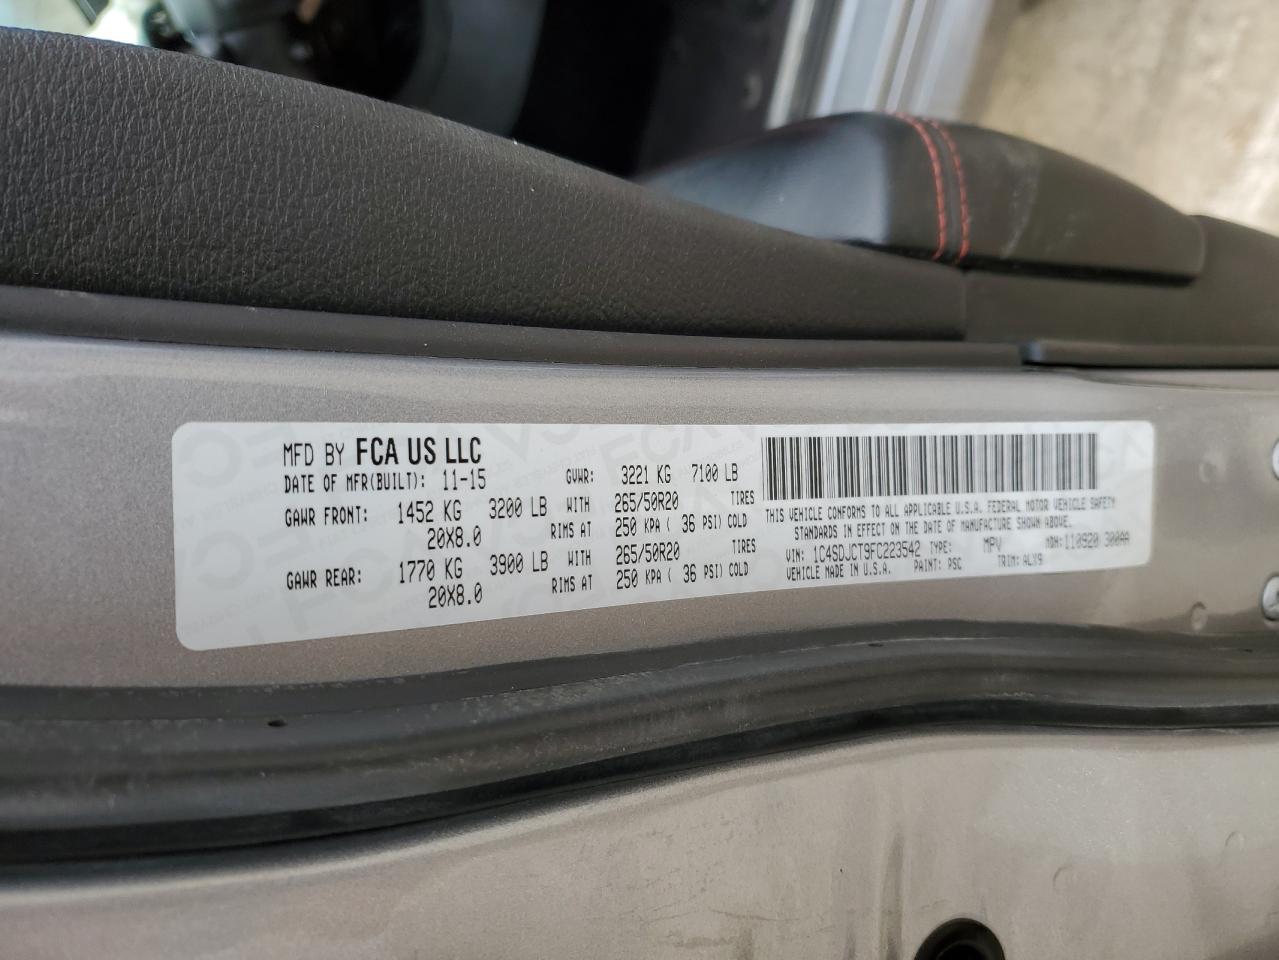 MFD BY FCA US LLC
DATE OF MFR(BUILT): 11-15 GVWR: 3221 KG 7100 LB
GAWR FRONT: 1452 KG 3200 LB WITH 265/50R20 TIRES
20X8.0 RIMS AT 250 KPA ( 36 PSI) COLD
GAWR REAR: 1770 KG 3900 LB WITH 265/50R20 TIRES
20X8.0 RIMS AT 250 KPA ( 36 PSI) COLD
THIS VEHICLE CONFORMS TO ALL APPLICABLE U.S.A. FEDERAL MOTOR VEHICLE SAFETY
STANDARDS IN EFFECT ON THE DATE OF MANUFACTURE SHOWN ABOVE.
VIN: 1C4SDJCT9FC223542 TYPE: MPV MDH: 110920 300AA
VEHICLE MADE IN U.S.A. PAINT: PSC TRIM: ALX9